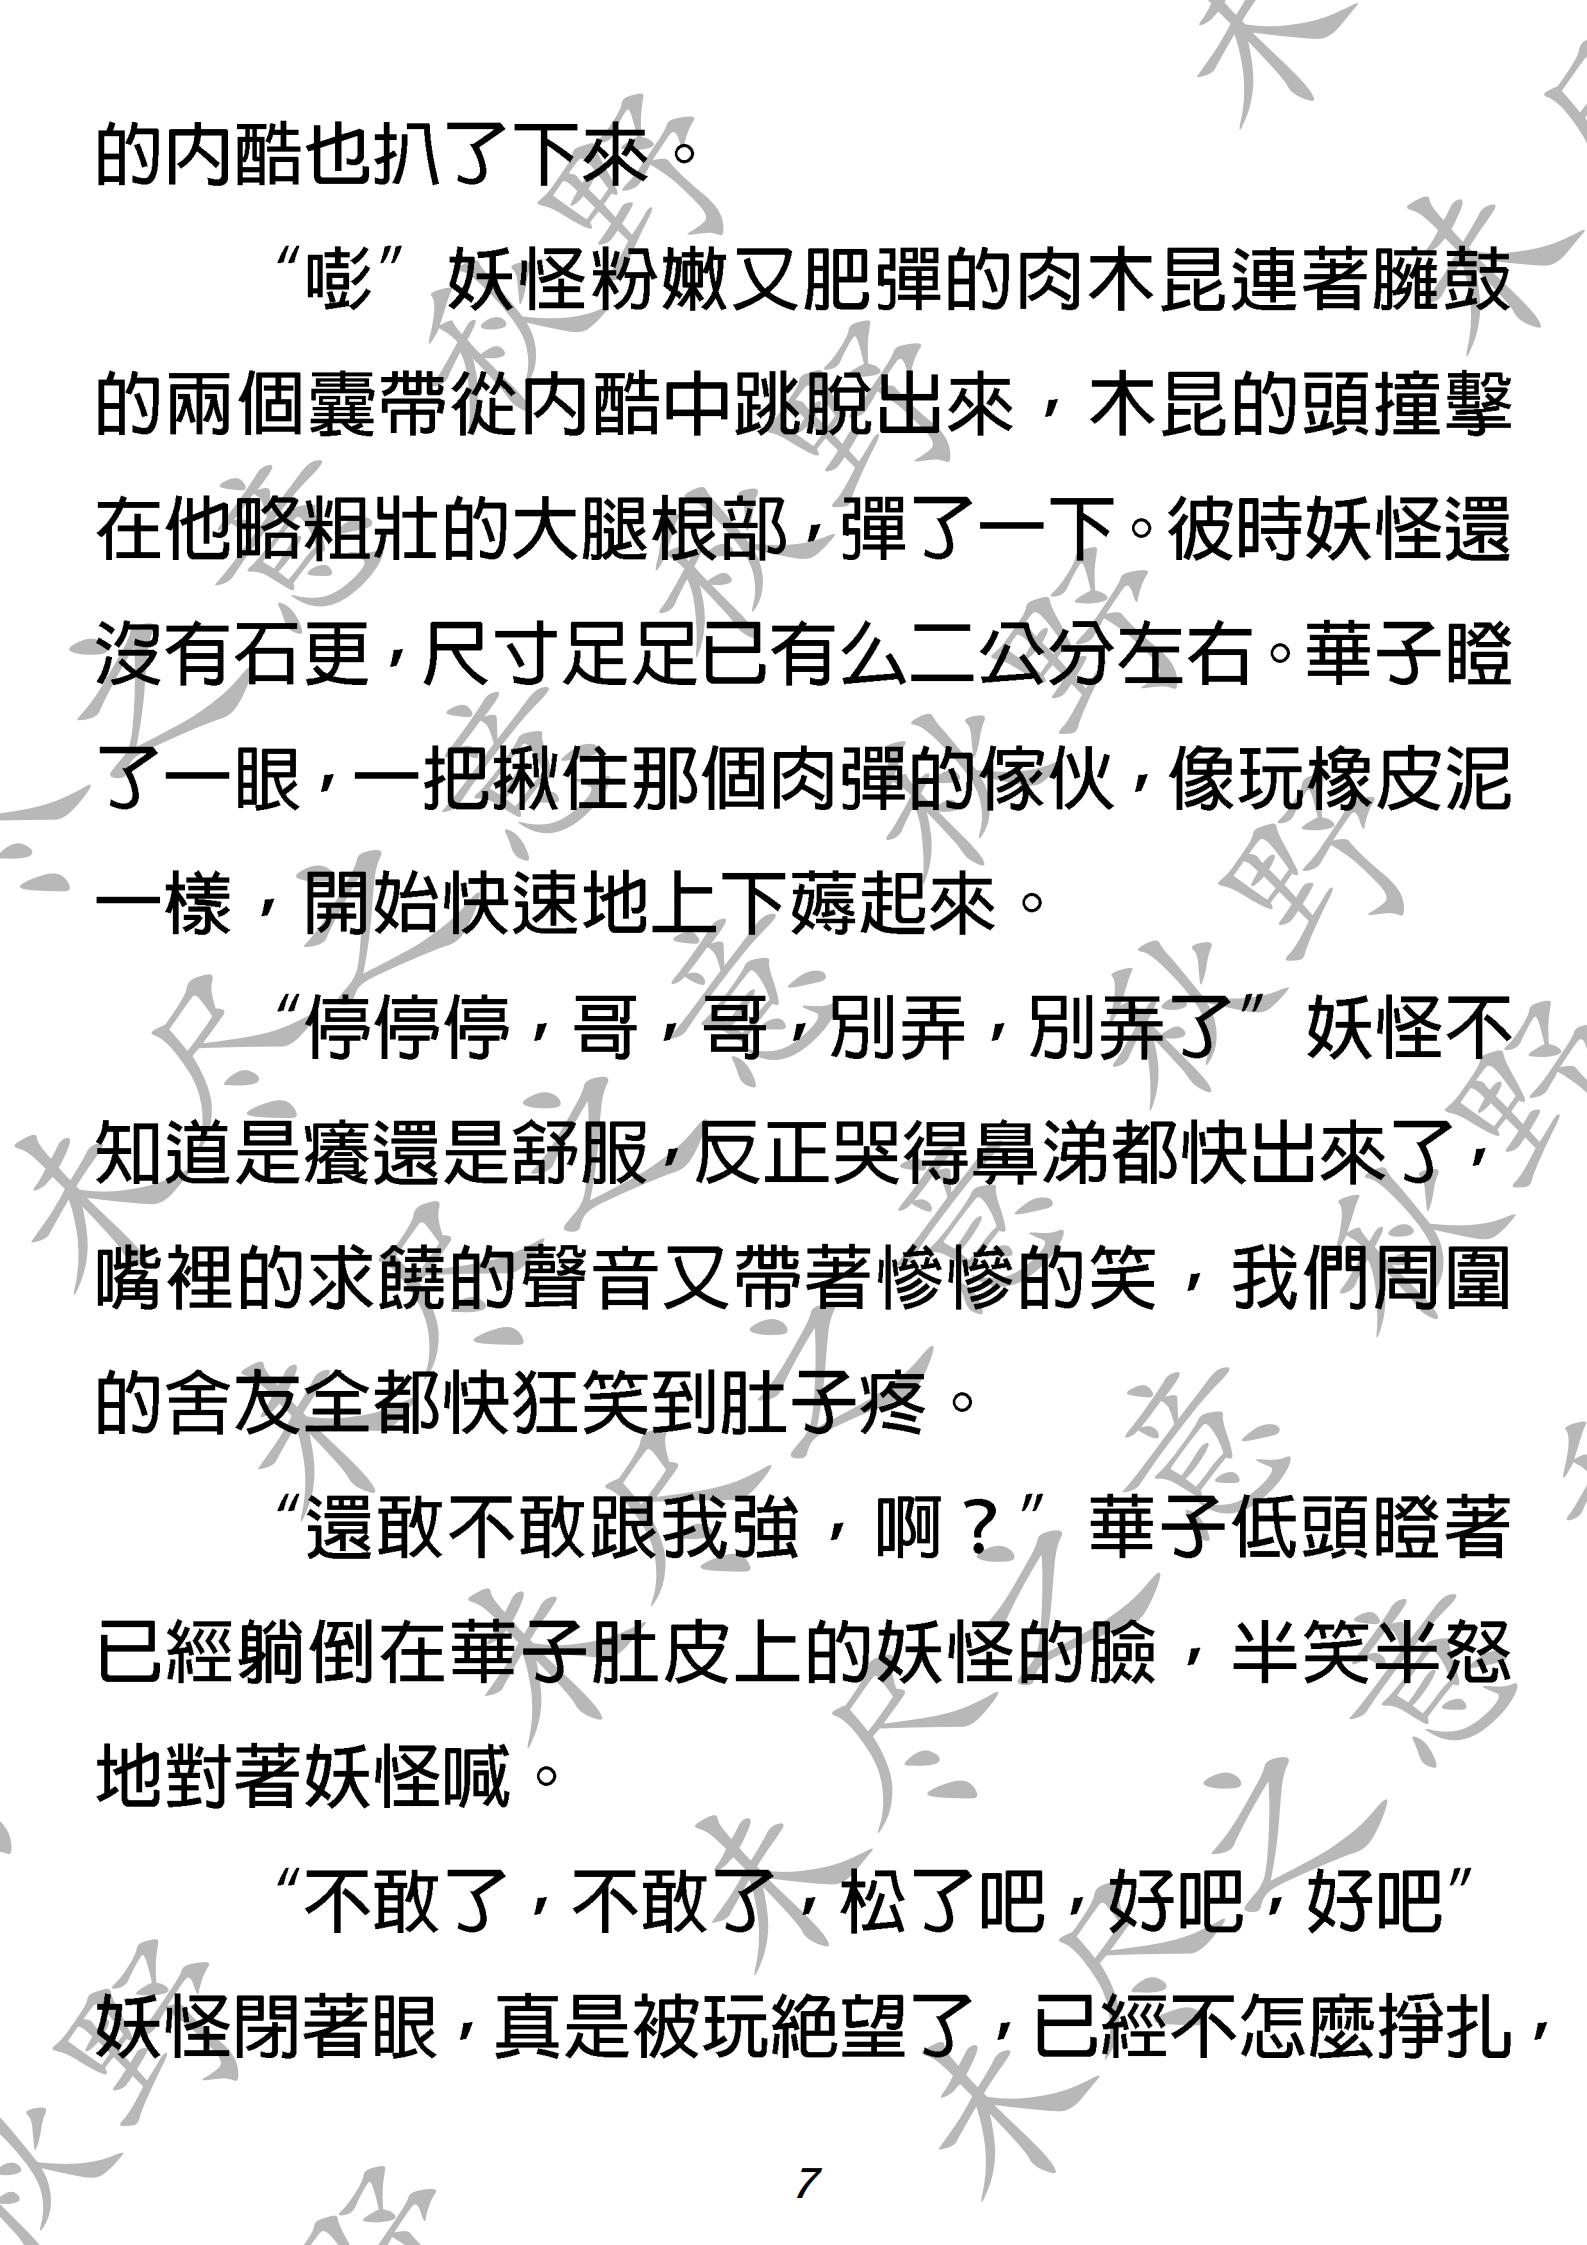 的内酷也扒了下來。
“嘭”妖怪粉嫩又肥彈的肉木昆連著臃鼓
的兩個囊帶從内酷中跳脫出來，木昆的頭撞擊
在他略粗壯的大腿根部，彈了一下。彼時妖怪還
沒有石更，尺寸足足已有么二公分左右。華子瞪
了一眼，一把揪住那個肉彈的傢伙，像玩橡皮泥
一樣，開始快速地上下薅起來。
“停停停，哥，哥，別弄，別弄了”妖怪不
知道是癢還是舒服，反正哭得鼻涕都快出來了，
嘴裡的求饒的聲音又帶著慘慘的笑，我們周圍
的舍友全都快狂笑到肚子疼。
“還敢不敢跟我強，啊？”華子低頭瞪著
已經躺倒在華子肚皮上的妖怪的臉，半笑半怒
地對著妖怪喊。
“不敢了，不敢了，松了吧，好吧，好吧”
妖怪閉著眼，真是被玩絕望了，已經不怎麼掙扎，
7
未尽之意 秋野